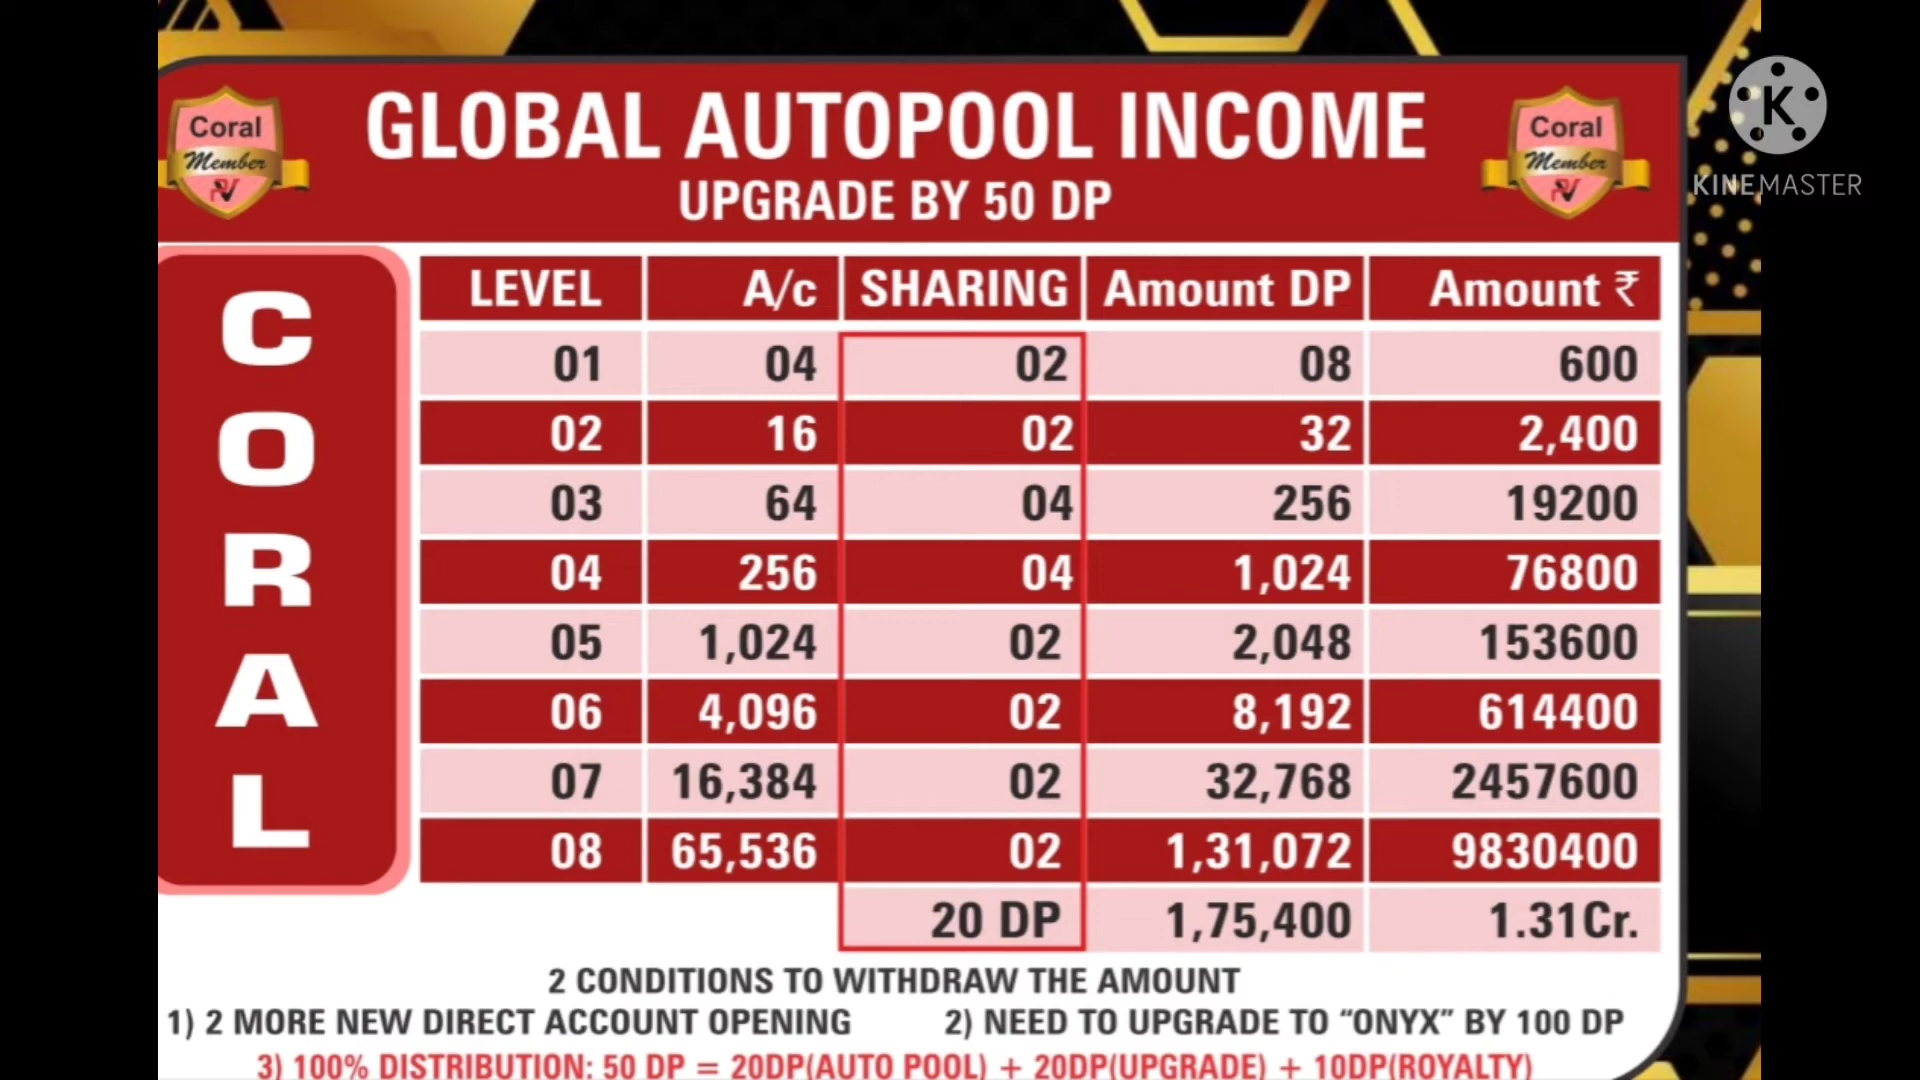 Coral
Member
GLOBAL AUTOPOOL INCOME
UPGRADE BY 50 DP
Coral
Member
K
KINEMASTER
CORAL
LEVEL A/c SHARING Amount DP Amount ₹
01 04 02 08 600
02 16 02 32 2,400
03 64 04 256 19200
04 256 04 1,024 76800
05 1,024 02 2,048 153600
06 4,096 02 8,192 614400
07 16,384 02 32,768 2457600
08 65,536 02 1,31,072 9830400
20 DP 1,75,400 1.31Cr.
2 CONDITIONS TO WITHDRAW THE AMOUNT
1) 2 MORE NEW DIRECT ACCOUNT OPENING 2) NEED TO UPGRADE TO “ONYX” BY 100 DP
3) 100% DISTRIBUTION: 50 DP = 20DP(AUTO POOL) + 20DP(UPGRADE) + 10DP(ROYALTY)